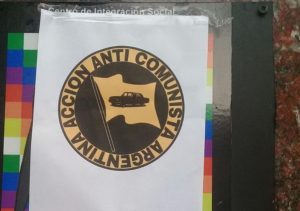 Centro de Integración Social
ACCION ANTI COMUNISTA ARGENTINA